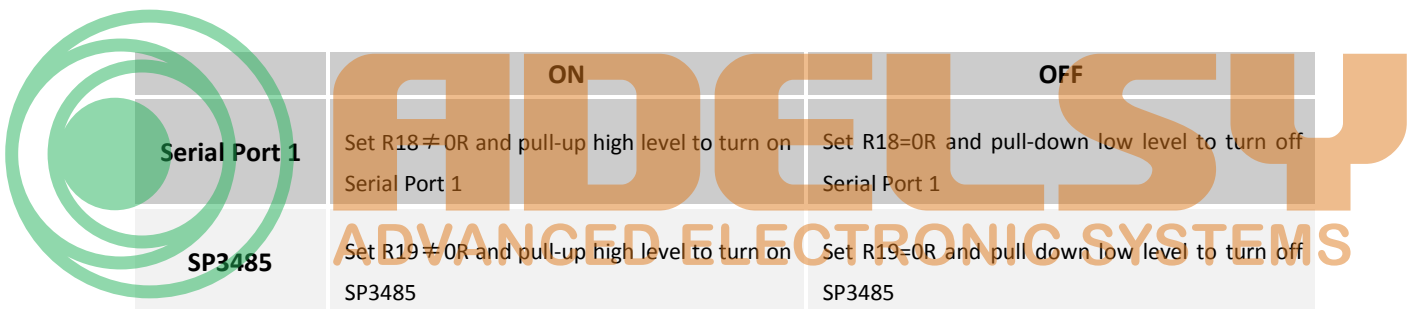 ON OFF
Serial Port 1
Set R18≠0R and pull-up high level to turn on
Serial Port 1
Set R18=0R and pull-down low level to turn off
Serial Port 1
SP3485
Set R19≠0R and pull-up high level to turn on
SP3485
Set R19=0R and pull down low level to turn off
SP3485
ADELSY
ADVANCED ELECTRONIC SYSTEMS